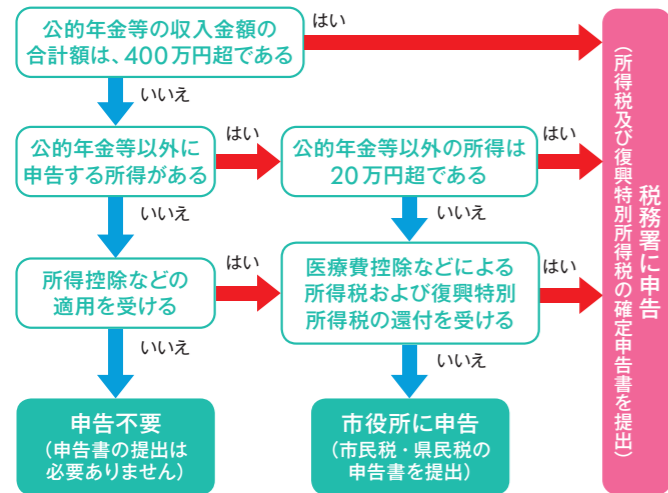 公的年金等の収入金額の
合計額は、400万円超である
はい
いいえ
公的年金等以外に
申告する所得がある
はい
公的年金等以外の所得は
20万円超である
はい
いいえ
いいえ
所得控除などの
適用を受ける
はい
医療費控除などによる
所得税および復興特別
所得税の還付を受ける
はい
いいえ
いいえ
申告不要
（申告書の提出は
必要ありません）
市役所に申告
（市民税・県民税の
申告書を提出）
税務署に申告
（所得税及び復興特別所得税の確定申告書を提出）